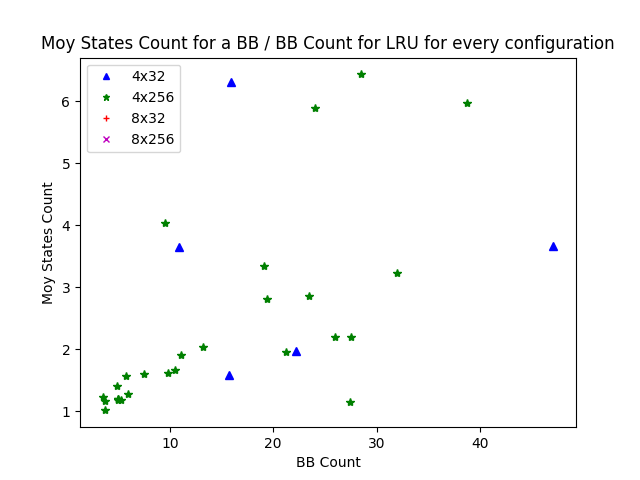 Moy States Count for a BB / BB Count for LRU for every configuration
4x32
4x256
8x32
8x256
6
5
4
3
2
1
Moy States Count
10 20 30 40
BB Count